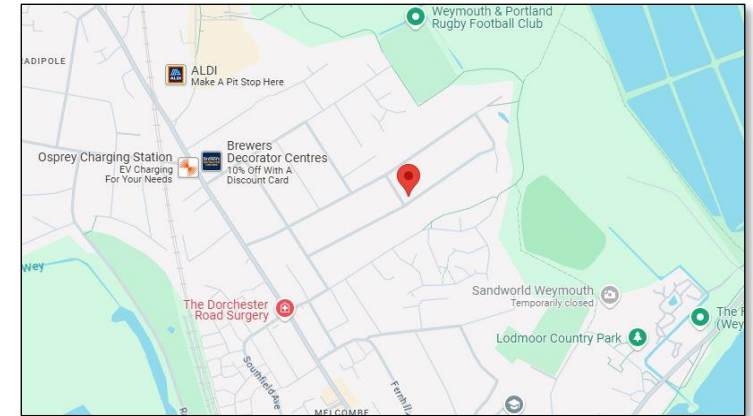 Weymouth & Portland
Rugby Football Club
RADIPOLE
ALDI
Make A Pit Stop Here
Brewers
Decorator Centres
10% Off With A
Discount Card
Osprey Charging Station
EV Charging
For Your Needs
Wey
Sandworld Weymouth
Temporarily closed
The Dorchester
Road Surgery
The
(Wey
Lodmoor Country Park
Southfield Ave
Fernhill
MELCOMBE